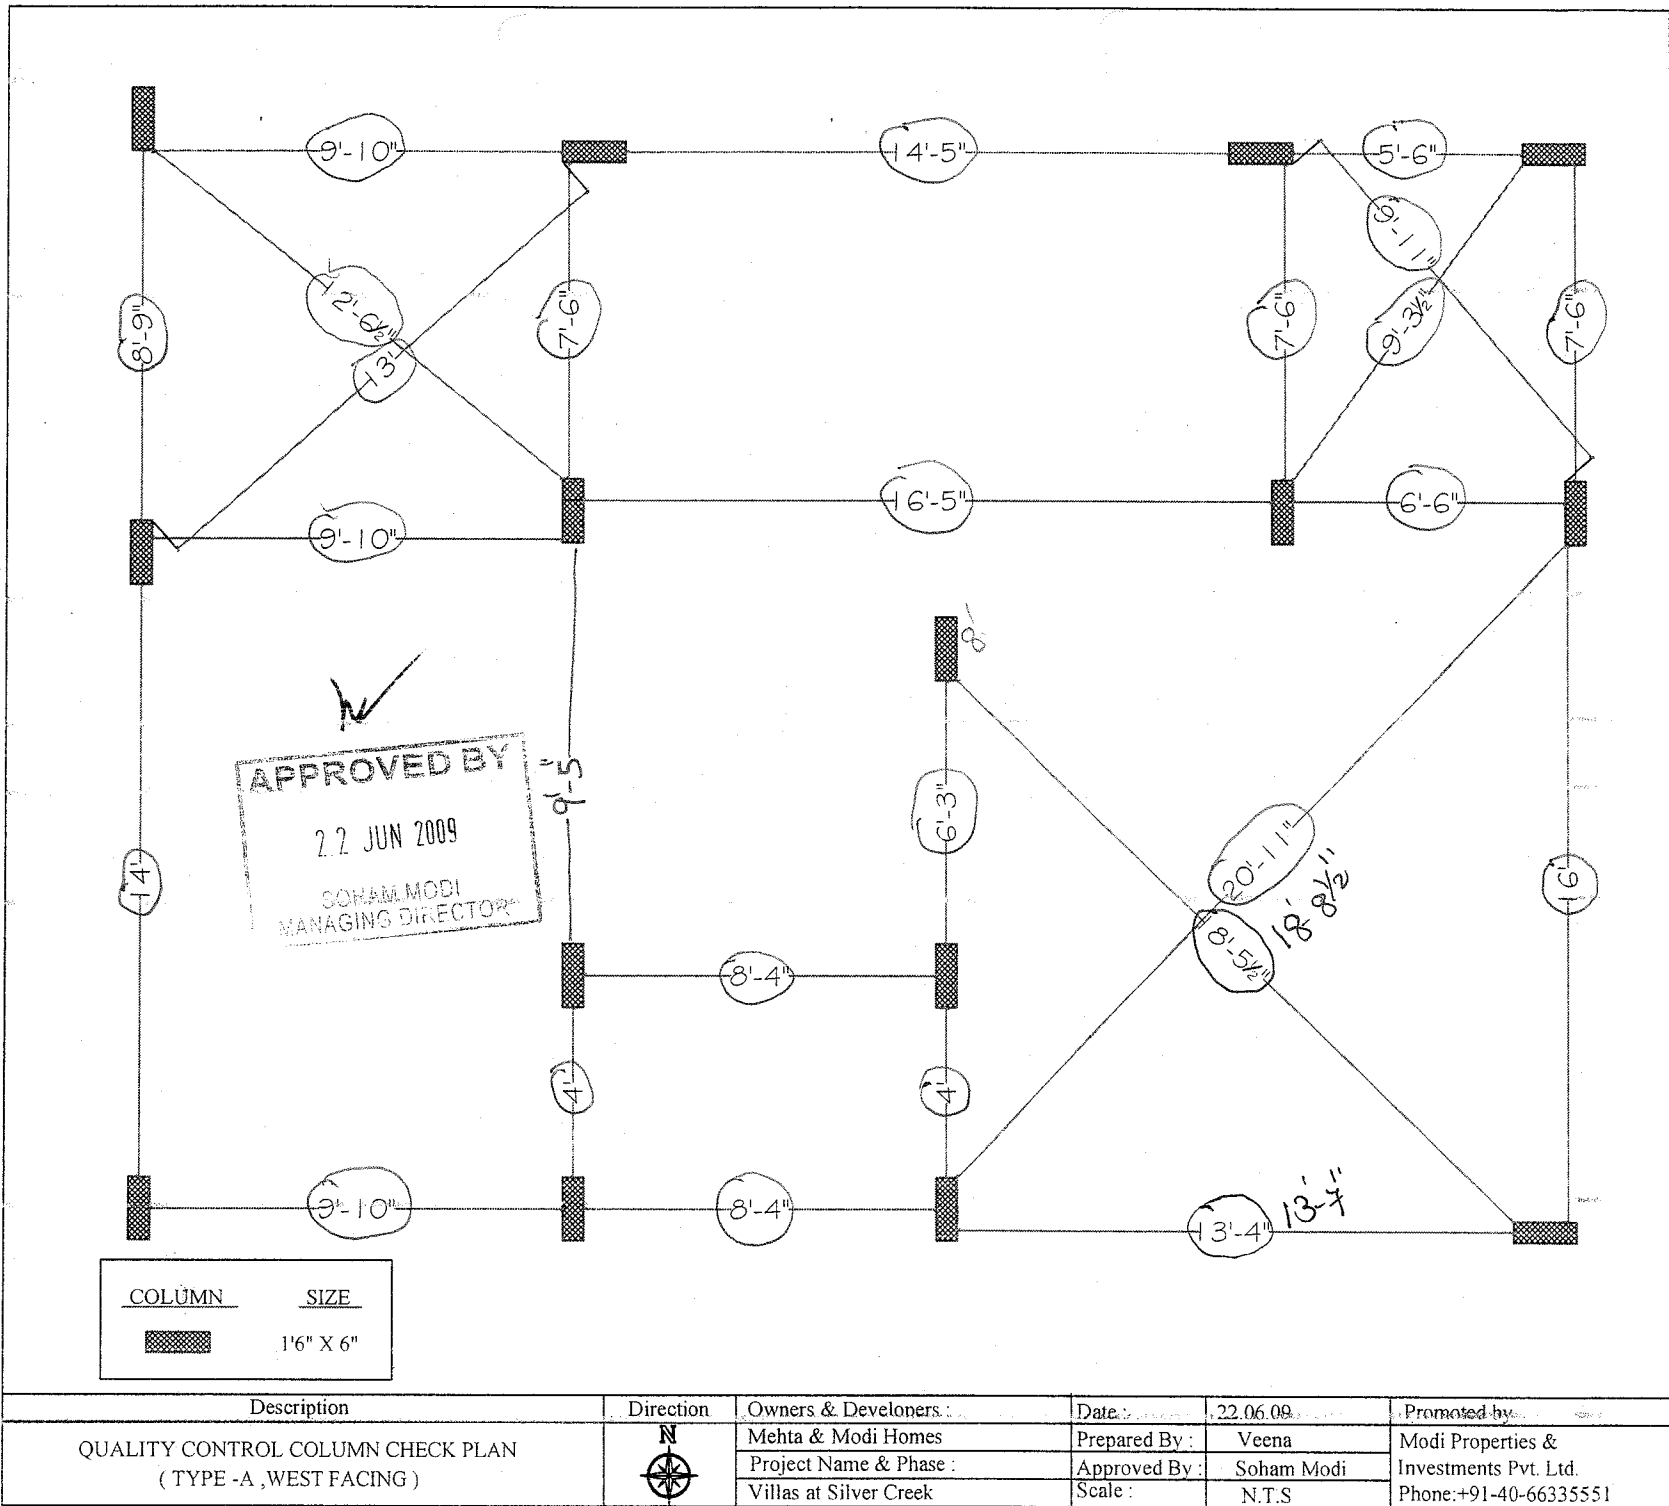 9'-10"
14'-5"
5'-6"
6'-11"
8'-9"
12'-6½"
13'
7'-6"
7'-6"
9'-3½"
7'-6"
9'-10"
16'-5"
6'-6"
8'
APPROVED BY
22 JUN 2009
SOHAM MODI
MANAGING DIRECTOR
9'-5"
6'-3"
14'
20'-11"
18'-5½"
18' 8½"
16'
8'-4"
4'
4'
9'-10"
8'-4"
13'-4"
13'-7"
COLUMN SIZE
1'6" X 6"
Description
QUALITY CONTROL COLUMN CHECK PLAN
( TYPE -A ,WEST FACING )
Direction
N
Owners & Develoners :
Mehta & Modi Homes
Project Name & Phase :
Villas at Silver Creek
Date : 22.06.09
Prepared By : Veena
Approved By : Soham Modi
Scale : N.T.S
Promoted by
Modi Properties &
Investments Pvt. Ltd.
Phone:+91-40-66335551